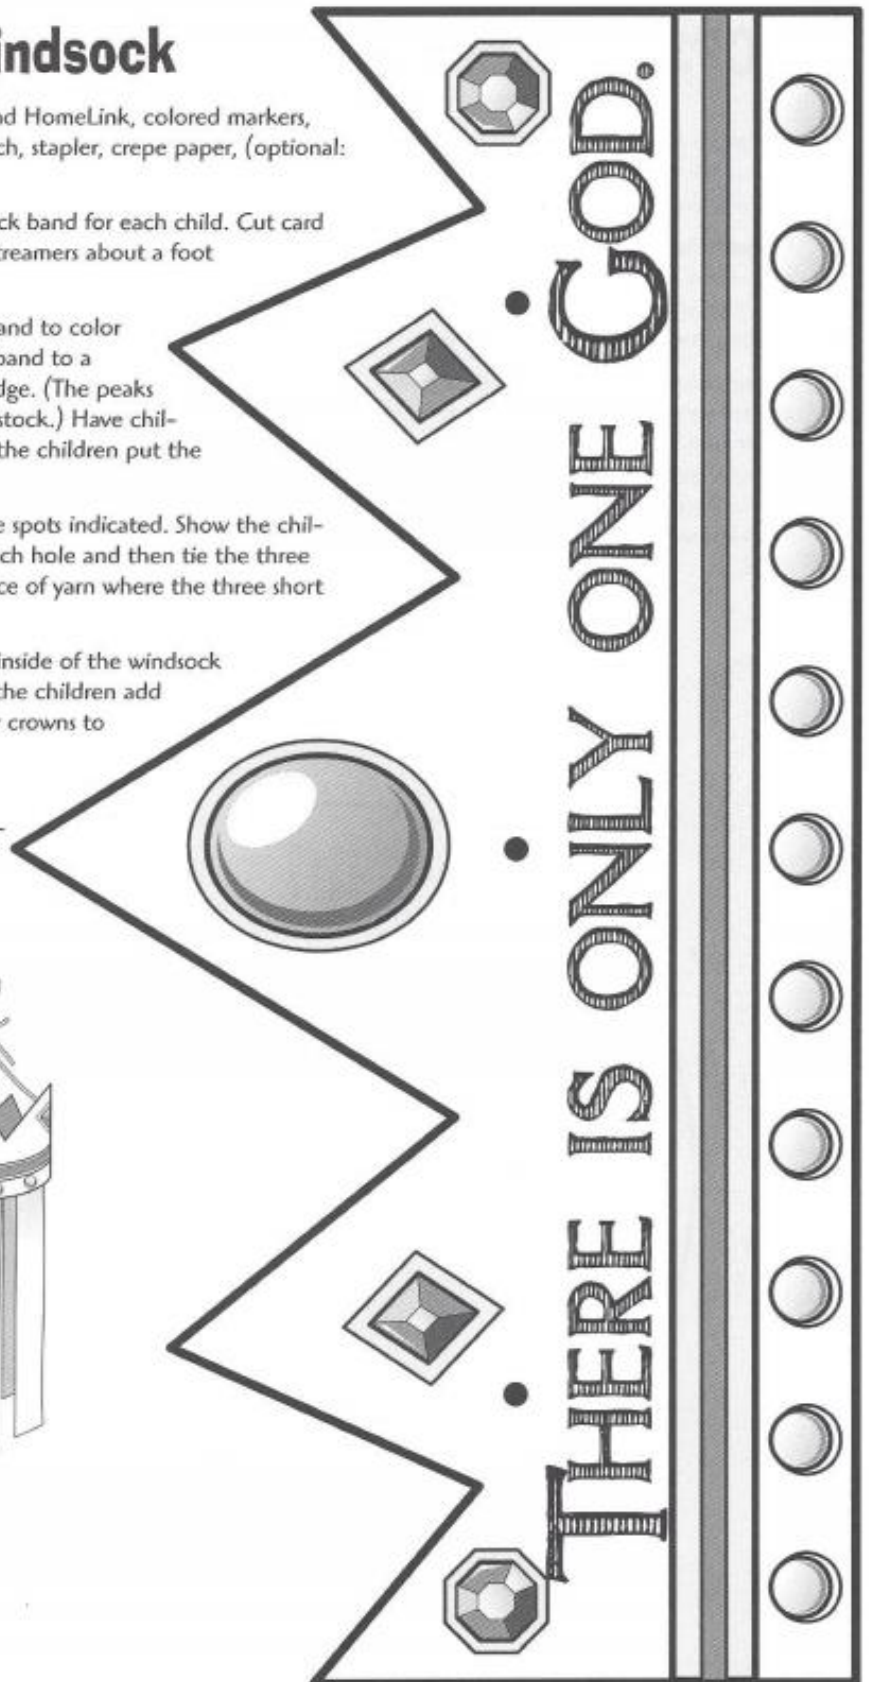 indsock
nd HomeLink, colored markers,
ch, stapler, crepe paper, (optional:
ck band for each child. Cut card
treamers about a foot
and to color
band to a
dge. (The peaks
stock.) Have chil-
the children put the
e spots indicated. Show the chil-
ch hole and then tie the three
ce of yarn where the three short
inside of the windsock
the children add
r crowns to
THERE IS ONLY ONE GOD.